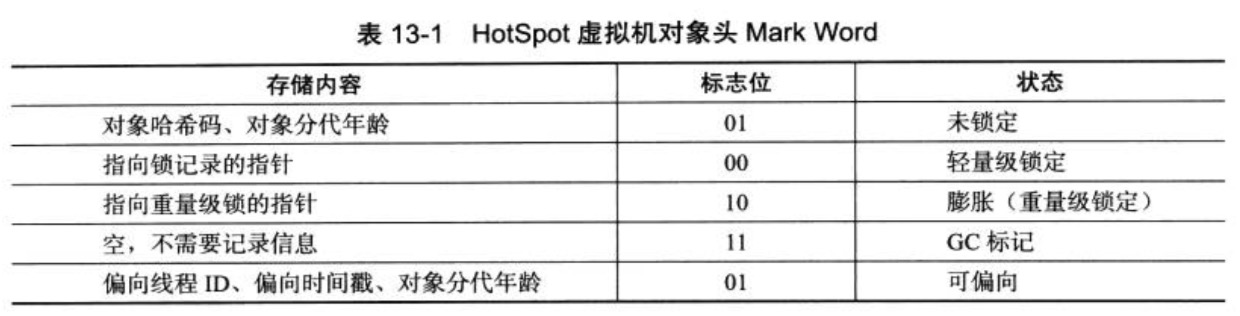 表 13-1 HotSpot 虚拟机对象头 Mark Word
存储内容 标志位 状态
对象哈希码、对象分代年龄 01 未锁定
指向锁记录的指针 00 轻量级锁定
指向重量级锁的指针 10 膨胀（重量级锁定）
空，不需要记录信息 11 GC 标记
偏向线程 ID、偏向时间戳、对象分代年龄 01 可偏向